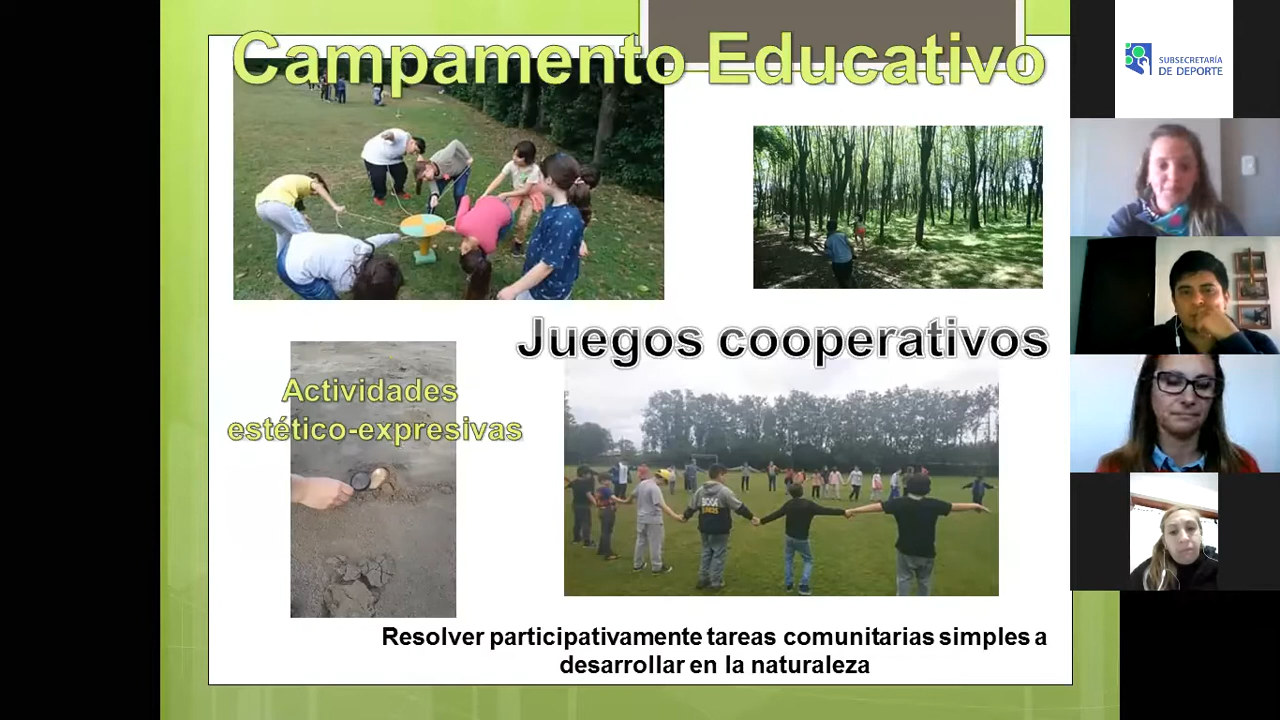 Campamento Educativo
SUBSECRETARÍA
DE DEPORTE
Juegos cooperativos
Actividades
estético-expresivas
BOCA
Resolver participativamente tareas comunitarias simples a
desarrollar en la naturaleza